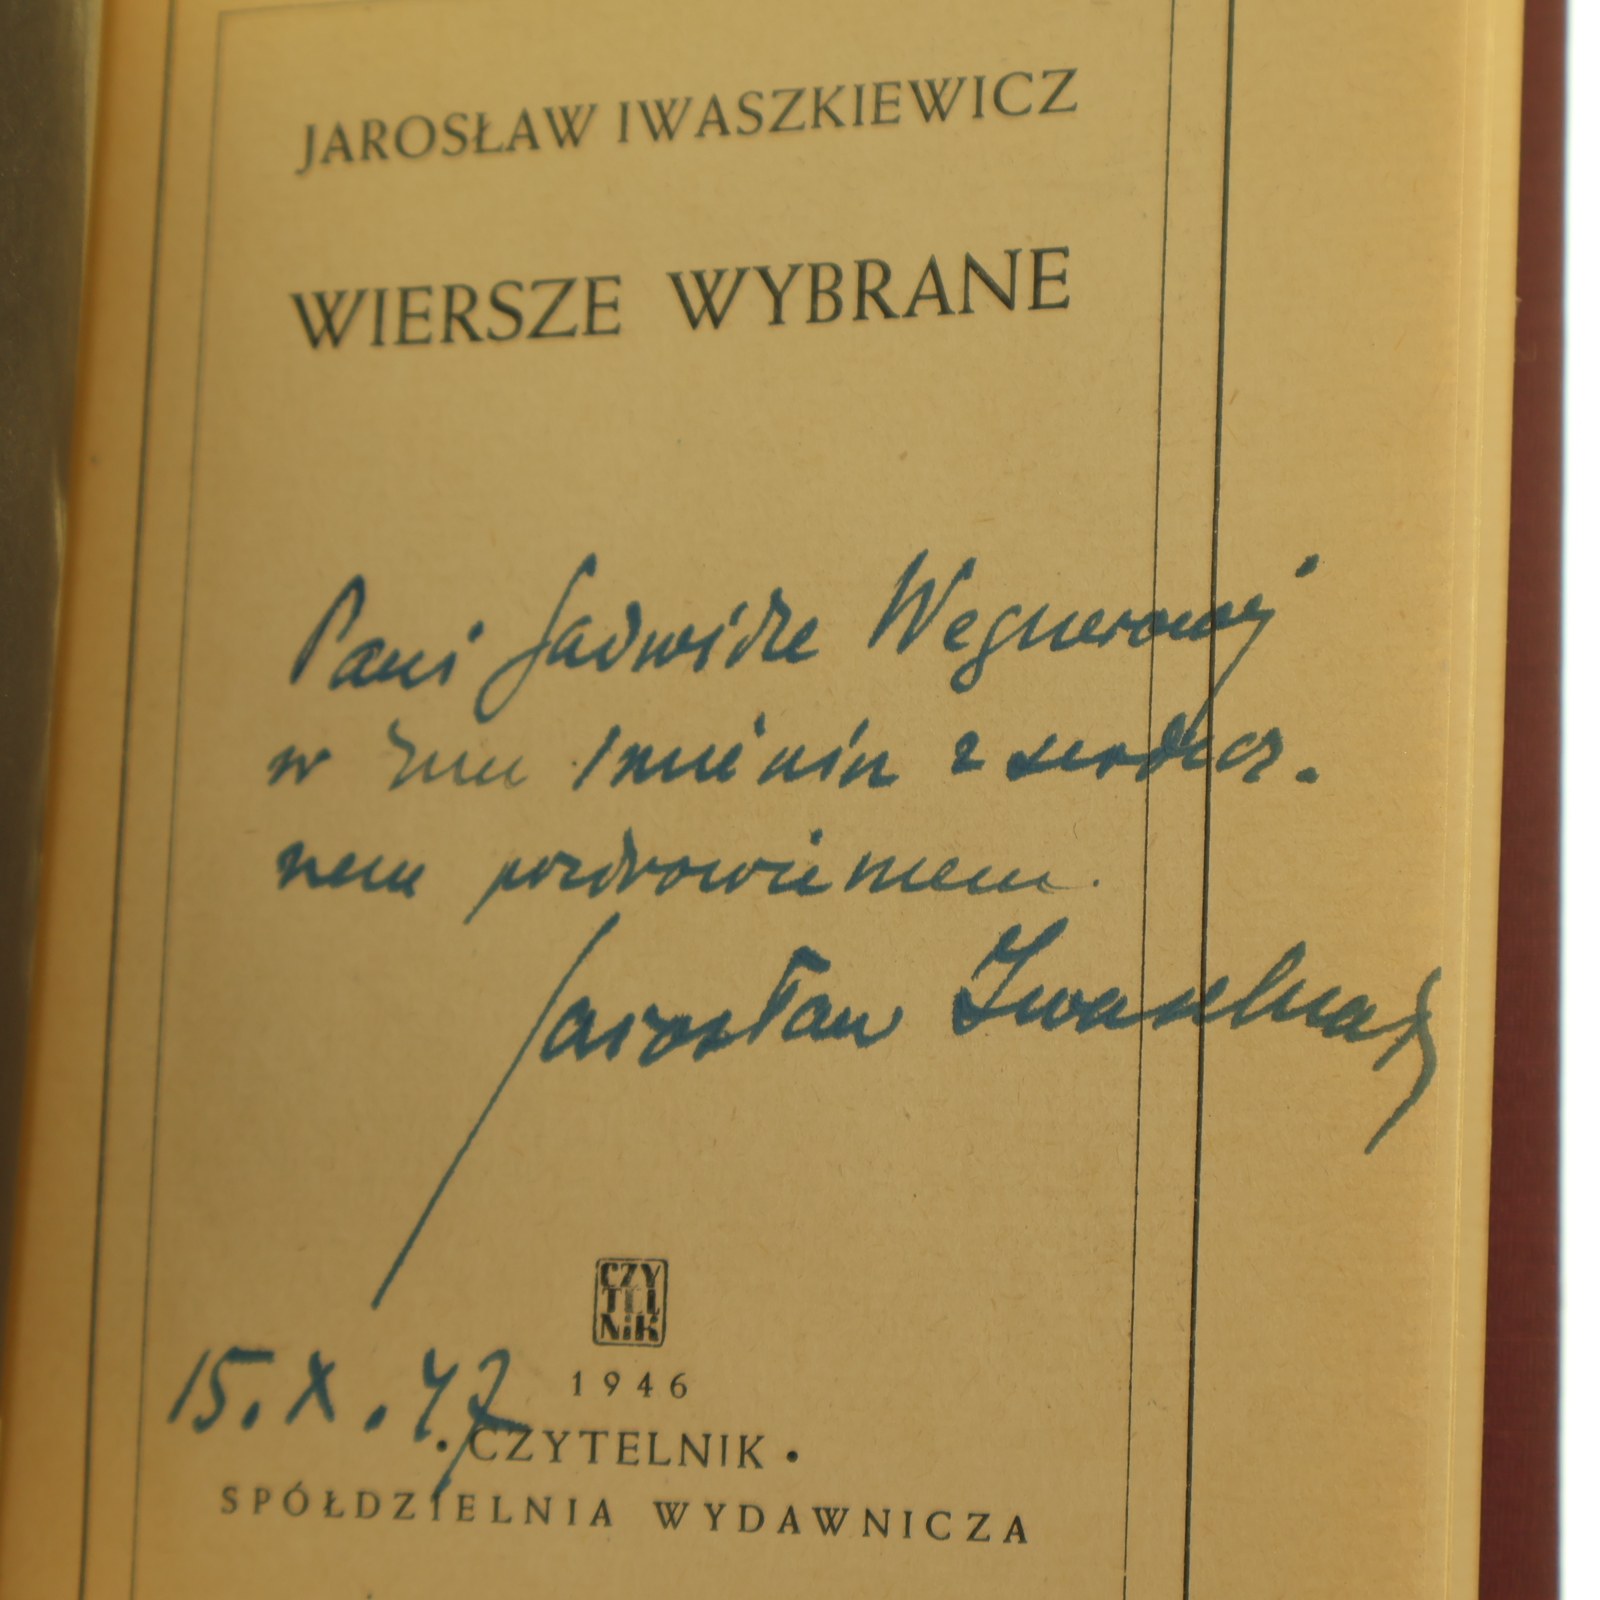 JAROSŁAW IWASZKIEWICZ
WIERSZE WYBRANE
Pani Jadwidze Wegnerowej
w dniu Imienin z serdecz-
nem pozdrowieniem.
Jarosław Iwaszkiewicz
CZY
TEL
NiK
1946
15.X.47
• CZYTELNIK •
SPÓŁDZIELNIA WYDAWNICZA